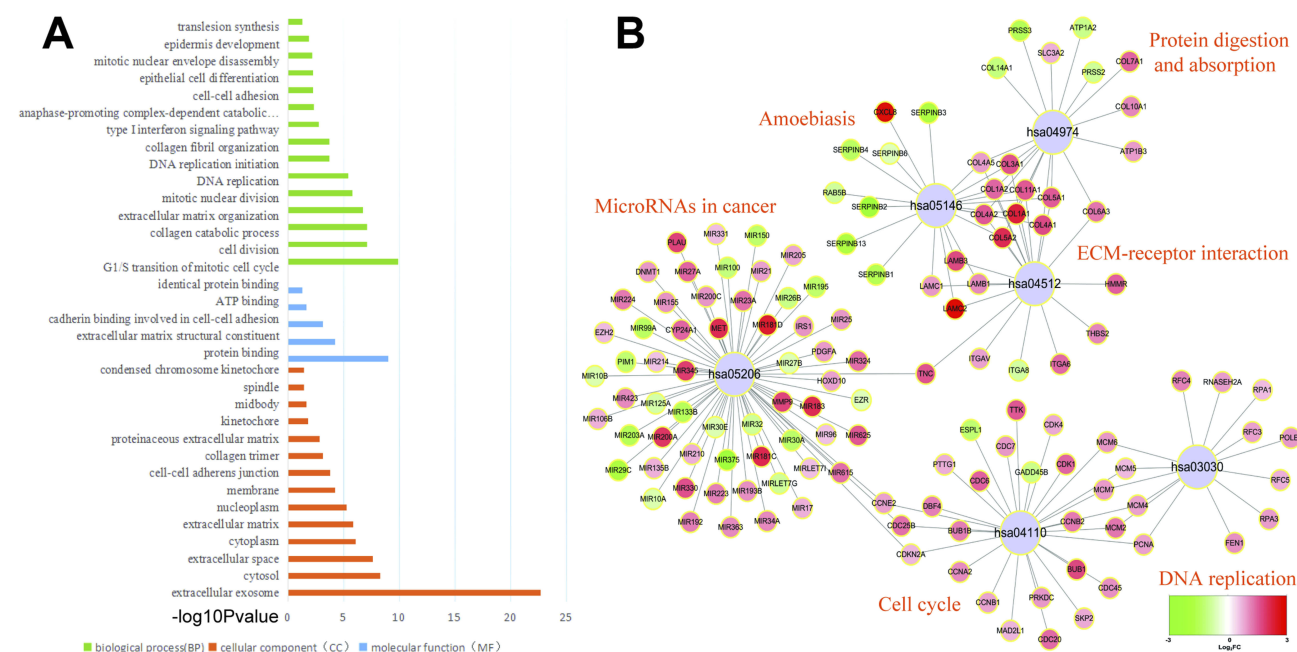 A
translesion synthesis
epidermis development
mitotic nuclear envelope disassembly
epithelial cell differentiation
cell-cell adhesion
anaphase-promoting complex-dependent catabolic…
type I interferon signaling pathway
collagen fibril organization
DNA replication initiation
DNA replication
mitotic nuclear division
extracellular matrix organization
collagen catabolic process
cell division
G1/S transition of mitotic cell cycle
identical protein binding
ATP binding
cadherin binding involved in cell-cell adhesion
extracellular matrix structural constituent
protein binding
condensed chromosome kinetochore
spindle
midbody
kinetochore
proteinaceous extracellular matrix
collagen trimer
cell-cell adherens junction
membrane
nucleoplasm
extracellular matrix
cytoplasm
extracellular space
cytosol
extracellular exosome
-log10Pvalue 0 5 10 15 20 25
biological process(BP) cellular component（CC） molecular function（MF）
B
Protein digestion
and absorption
PRSS3
ATP1A2
SLC3A2
COL7A1
COL14A1
PRSS2
COL10A1
hsa04974
ATP1B3
Amoebiasis
CXCL8
SERPINB3
SERPINB4
SERPINB6
RAB5B
SERPINB2
hsa05146
SERPINB13
SERPINB1
COL4A5
COL3A1
COL1A2
COL11A1
COL5A1
COL4A2
COL1A1
COL4A1
COL6A3
COL5A2
ECM-receptor interaction
LAMB3
LAMC1
LAMB1
hsa04512
HMMR
LAMC2
THBS2
ITGAV
ITGA8
ITGA6
TNC
MicroRNAs in cancer
MIR331
MIR150
PLAU
MIR205
DNMT1
MIR27A
MIR100
MIR21
MIR195
MIR224
MIR155
MIR200C
MIR23A
MIR26B
EZH2
MIR99A
CYP24A1
MET
MIR181D
IRS1
MIR25
PIM1
MIR214
PDGFA
MIR324
MIR10B
MIR345
hsa05206
MIR27B
HOXD10
MIR423
MIR125A
MMP9
MIR183
EZR
MIR106B
MIR133B
MIR203A
MIR200A
MIR30E
MIR32
MIR30A
MIR96
MIR625
MIR29C
MIR135B
MIR210
MIR375
MIR181C
MIRLET7I
MIR615
MIR10A
MIR330
MIR223
MIR193B
MIRLET7G
MIR17
MIR192
MIR363
MIR34A
RFC4
RNASEH2A
RPA1
TTK
ESPL1
CDK4
CDC7
MCM6
RFC3
PTTG1
GADD45B
CDK1
MCM5
hsa03030
CDC6
MCM7
RFC5
CCNE2
DBF4
MCM4
CDC25B
BUB1B
hsa04110
CCNB2
MCM2
RPA3
CDKN2A
PCNA
FEN1
CCNA2
BUB1
CDC45
CCNB1
PRKDC
SKP2
MAD2L1
CDC20
Cell cycle
DNA replication
-3 0 3
Log₂FC